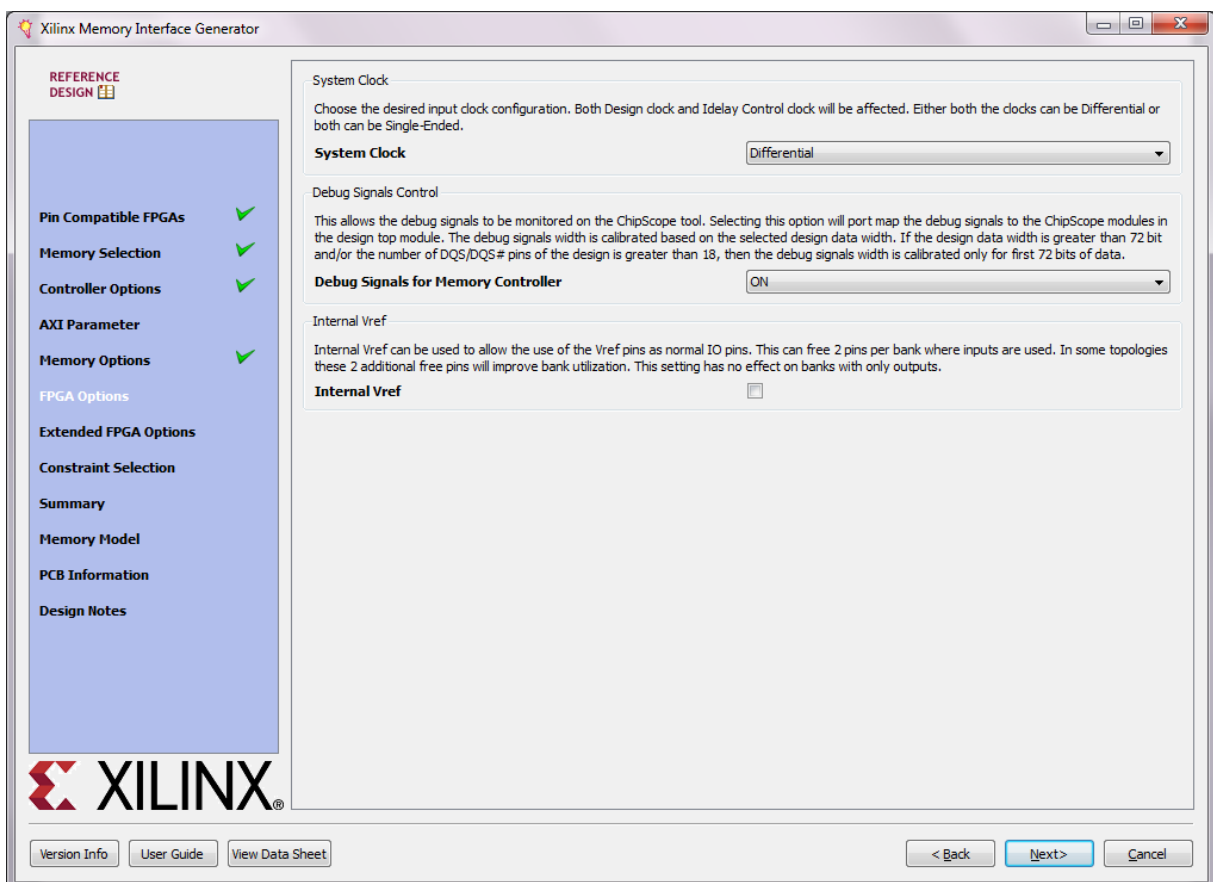 Xilinx Memory Interface Generator
REFERENCE
DESIGN
Pin Compatible FPGAs
Memory Selection
Controller Options
AXI Parameter
Memory Options
FPGA Options
Extended FPGA Options
Constraint Selection
Summary
Memory Model
PCB Information
Design Notes
XILINX®
System Clock
Choose the desired input clock configuration. Both Design clock and Idelay Control clock will be affected. Either both the clocks can be Differential or
both can be Single-Ended.
System Clock
Differential
Debug Signals Control
This allows the debug signals to be monitored on the ChipScope tool. Selecting this option will port map the debug signals to the ChipScope modules in
the design top module. The debug signals width is calibrated based on the selected design data width. If the design data width is greater than 72 bit
and/or the number of DQS/DQS# pins of the design is greater than 18, then the debug signals width is calibrated only for first 72 bits of data.
Debug Signals for Memory Controller
ON
Internal Vref
Internal Vref can be used to allow the use of the Vref pins as normal IO pins. This can free 2 pins per bank where inputs are used. In some topologies
these 2 additional free pins will improve bank utilization. This setting has no effect on banks with only outputs.
Internal Vref
Version Info
User Guide
View Data Sheet
< Back
Next>
Cancel